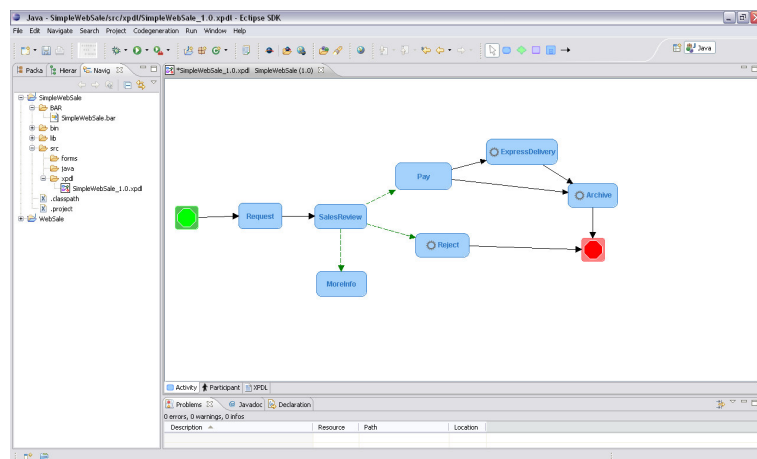 Java - SimpleWebSale/src/xpdl/SimpleWebSale_1.0.xpdl - Eclipse SDK
File Edit Navigate Search Project Codegeneration Run Window Help
Java
Packa Hierar Navig
*SimpleWebSale_1.0.xpdl SimpleWebSale (1.0)
SimpleWebSale
BAR
SimpleWebSale.bar
bin
lib
src
forms
java
xpdl
SimpleWebSale_1.0.xpdl
.classpath
.project
WebSale
ExpressDelivery
Pay
Archive
Request
SalesReview
Reject
MoreInfo
Activity Participant XPDL
Problems Javadoc Declaration
0 errors, 0 warnings, 0 infos
Description Resource Path Location